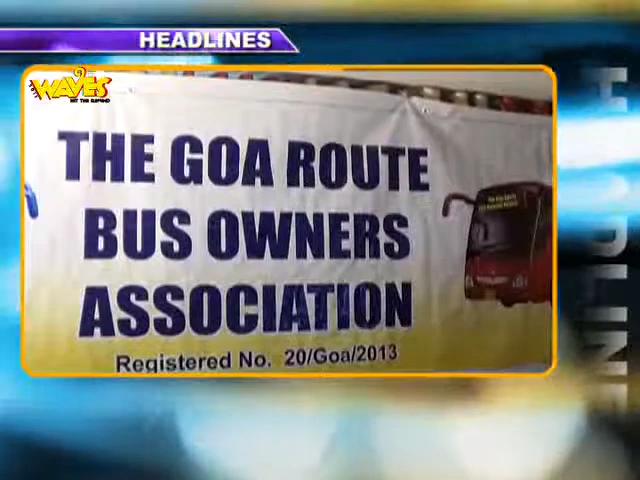 HEADLINES
WAVES
THE GOA ROUTE
BUS OWNERS
ASSOCIATION
Registered No. 20/Goa/2013